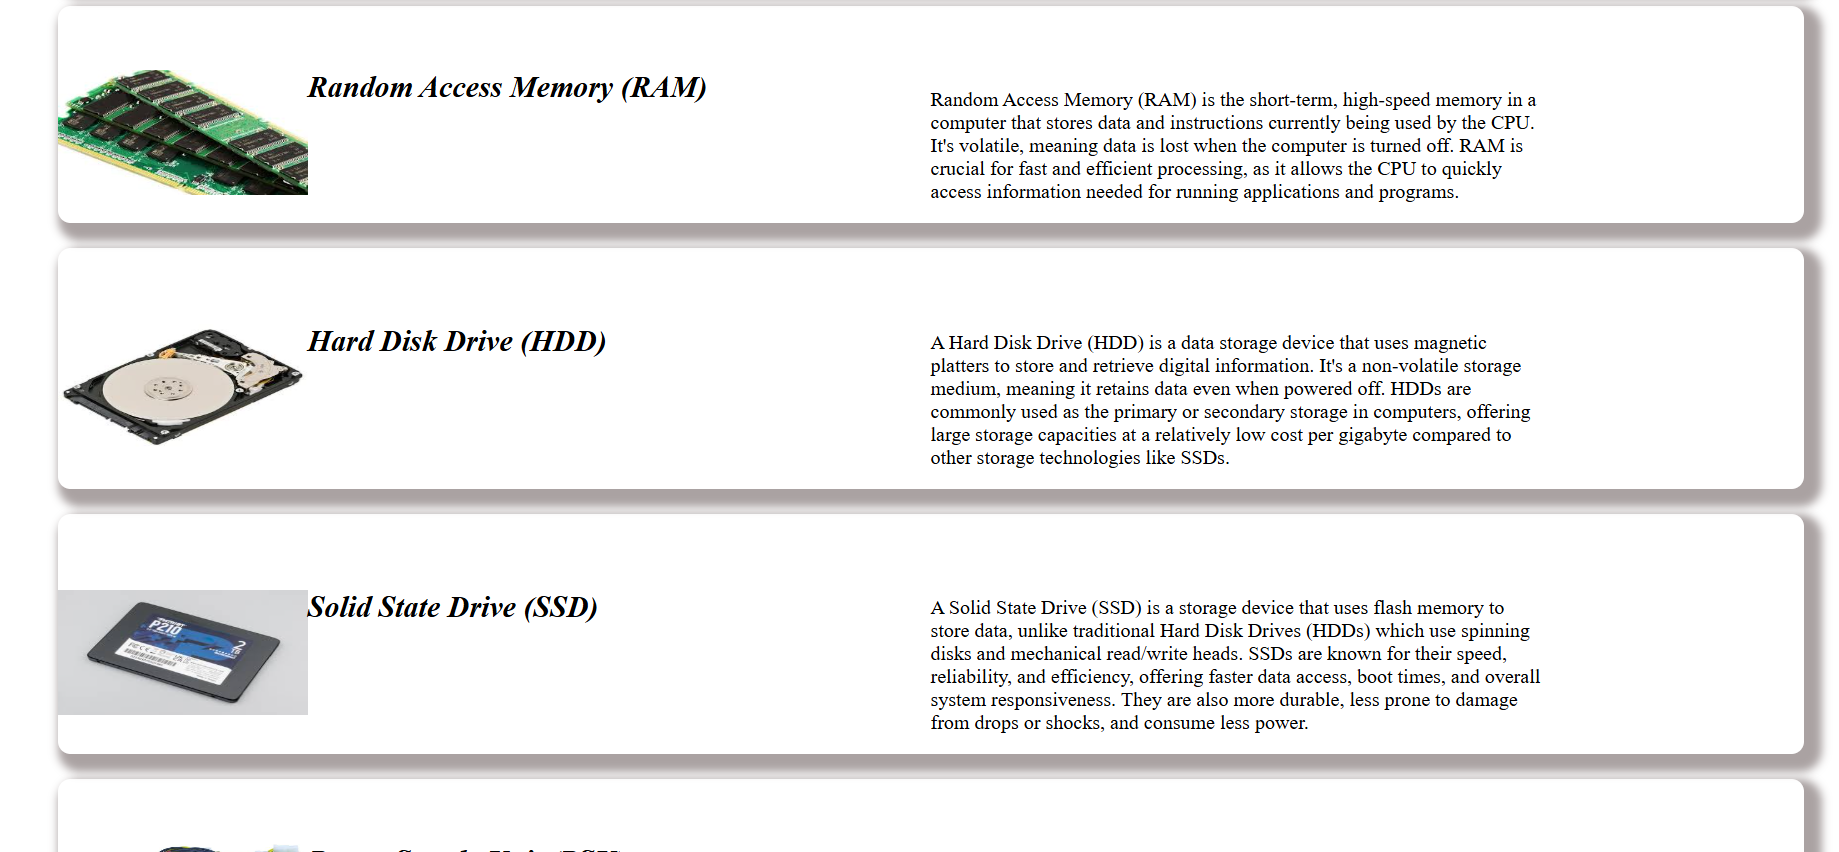 Random Access Memory (RAM)
Random Access Memory (RAM) is the short-term, high-speed memory in a
computer that stores data and instructions currently being used by the CPU.
It's volatile, meaning data is lost when the computer is turned off. RAM is
crucial for fast and efficient processing, as it allows the CPU to quickly
access information needed for running applications and programs.
Hard Disk Drive (HDD)
A Hard Disk Drive (HDD) is a data storage device that uses magnetic
platters to store and retrieve digital information. It's a non-volatile storage
medium, meaning it retains data even when powered off. HDDs are
commonly used as the primary or secondary storage in computers, offering
large storage capacities at a relatively low cost per gigabyte compared to
other storage technologies like SSDs.
P210
2
Solid State Drive (SSD)
A Solid State Drive (SSD) is a storage device that uses flash memory to
store data, unlike traditional Hard Disk Drives (HDDs) which use spinning
disks and mechanical read/write heads. SSDs are known for their speed,
reliability, and efficiency, offering faster data access, boot times, and overall
system responsiveness. They are also more durable, less prone to damage
from drops or shocks, and consume less power.